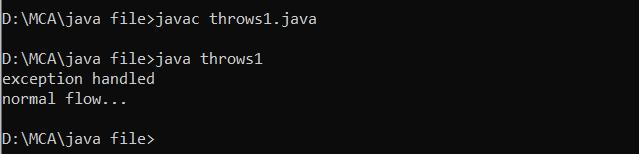 D:\MCA\java file>javac throws1.java
D:\MCA\java file>java throws1
exception handled
normal flow...
D:\MCA\java file>